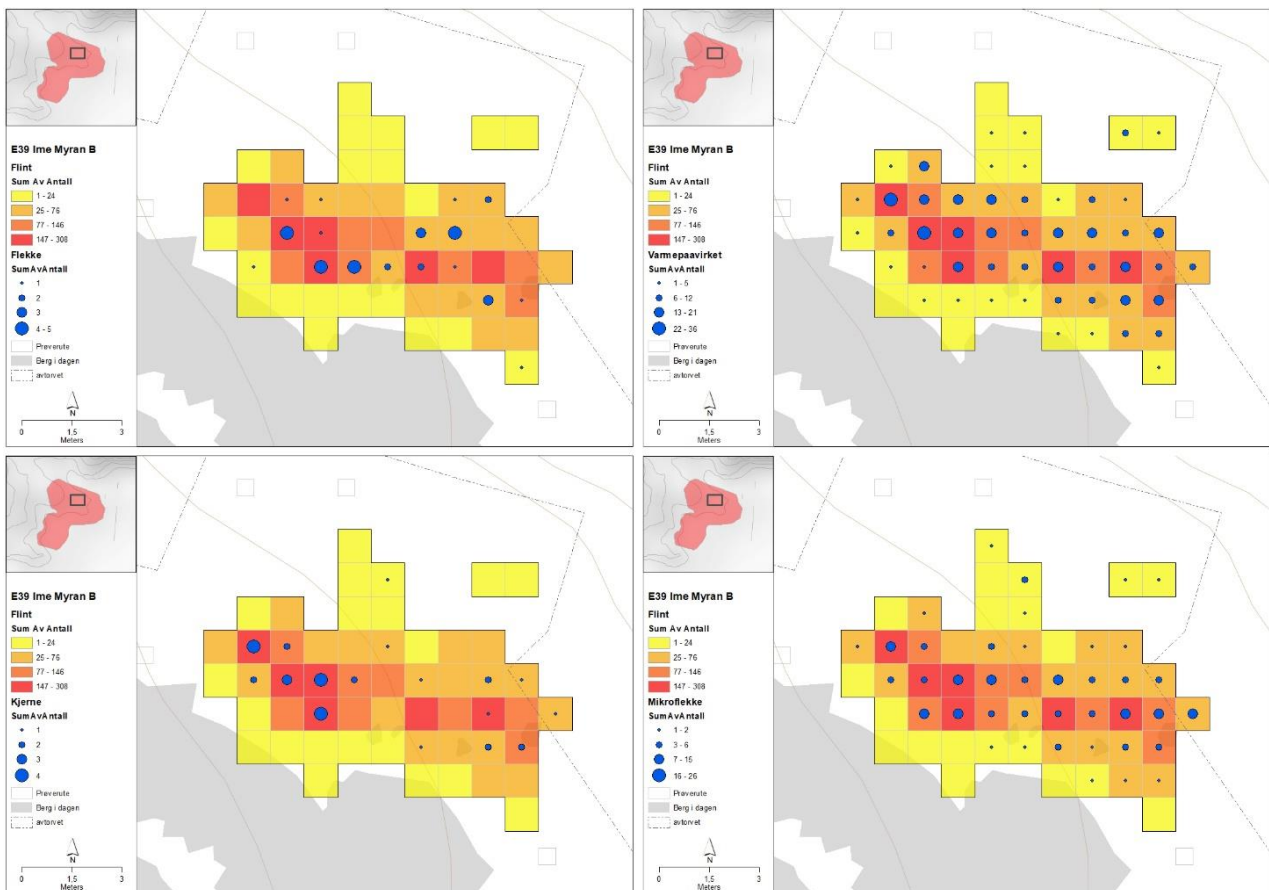 E39 Ime Myran B
Flint
Sum Av Antall
1 - 24
25 - 76
77 - 146
147 - 308
Flekke
SumAvAntall
1
2
3
4 - 5
Prøverute
Berg i dagen
avtorvet
N
0 1,5 3
Meters
E39 Ime Myran B
Flint
Sum Av Antall
1 - 24
25 - 76
77 - 146
147 - 308
Varmepaavirket
SumAvAntall
1 - 5
6 - 12
13 - 21
22 - 36
Prøverute
Berg i dagen
avtorvet
N
0 1,5 3
Meters
E39 Ime Myran B
Flint
Sum Av Antall
1 - 24
25 - 76
77 - 146
147 - 308
Kjerne
SumAvAntall
1
2
3
4
Prøverute
Berg i dagen
avtorvet
N
0 1,5 3
Meters
E39 Ime Myran B
Flint
Sum Av Antall
1 - 24
25 - 76
77 - 146
147 - 308
Mikroflekke
SumAvAntall
1 - 2
3 - 6
7 - 15
16 - 26
Prøverute
Berg i dagen
avtorvet
N
0 1,5 3
Meters